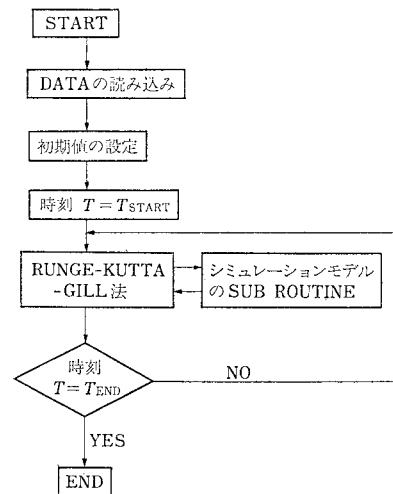 START
DATAの読み込み
初期値の設定
時刻 T=TSTART
RUNGE-KUTTA
-GILL法
シミュレーションモデル
のSUB ROUTINE
時刻
T=TEND
NO
YES
END